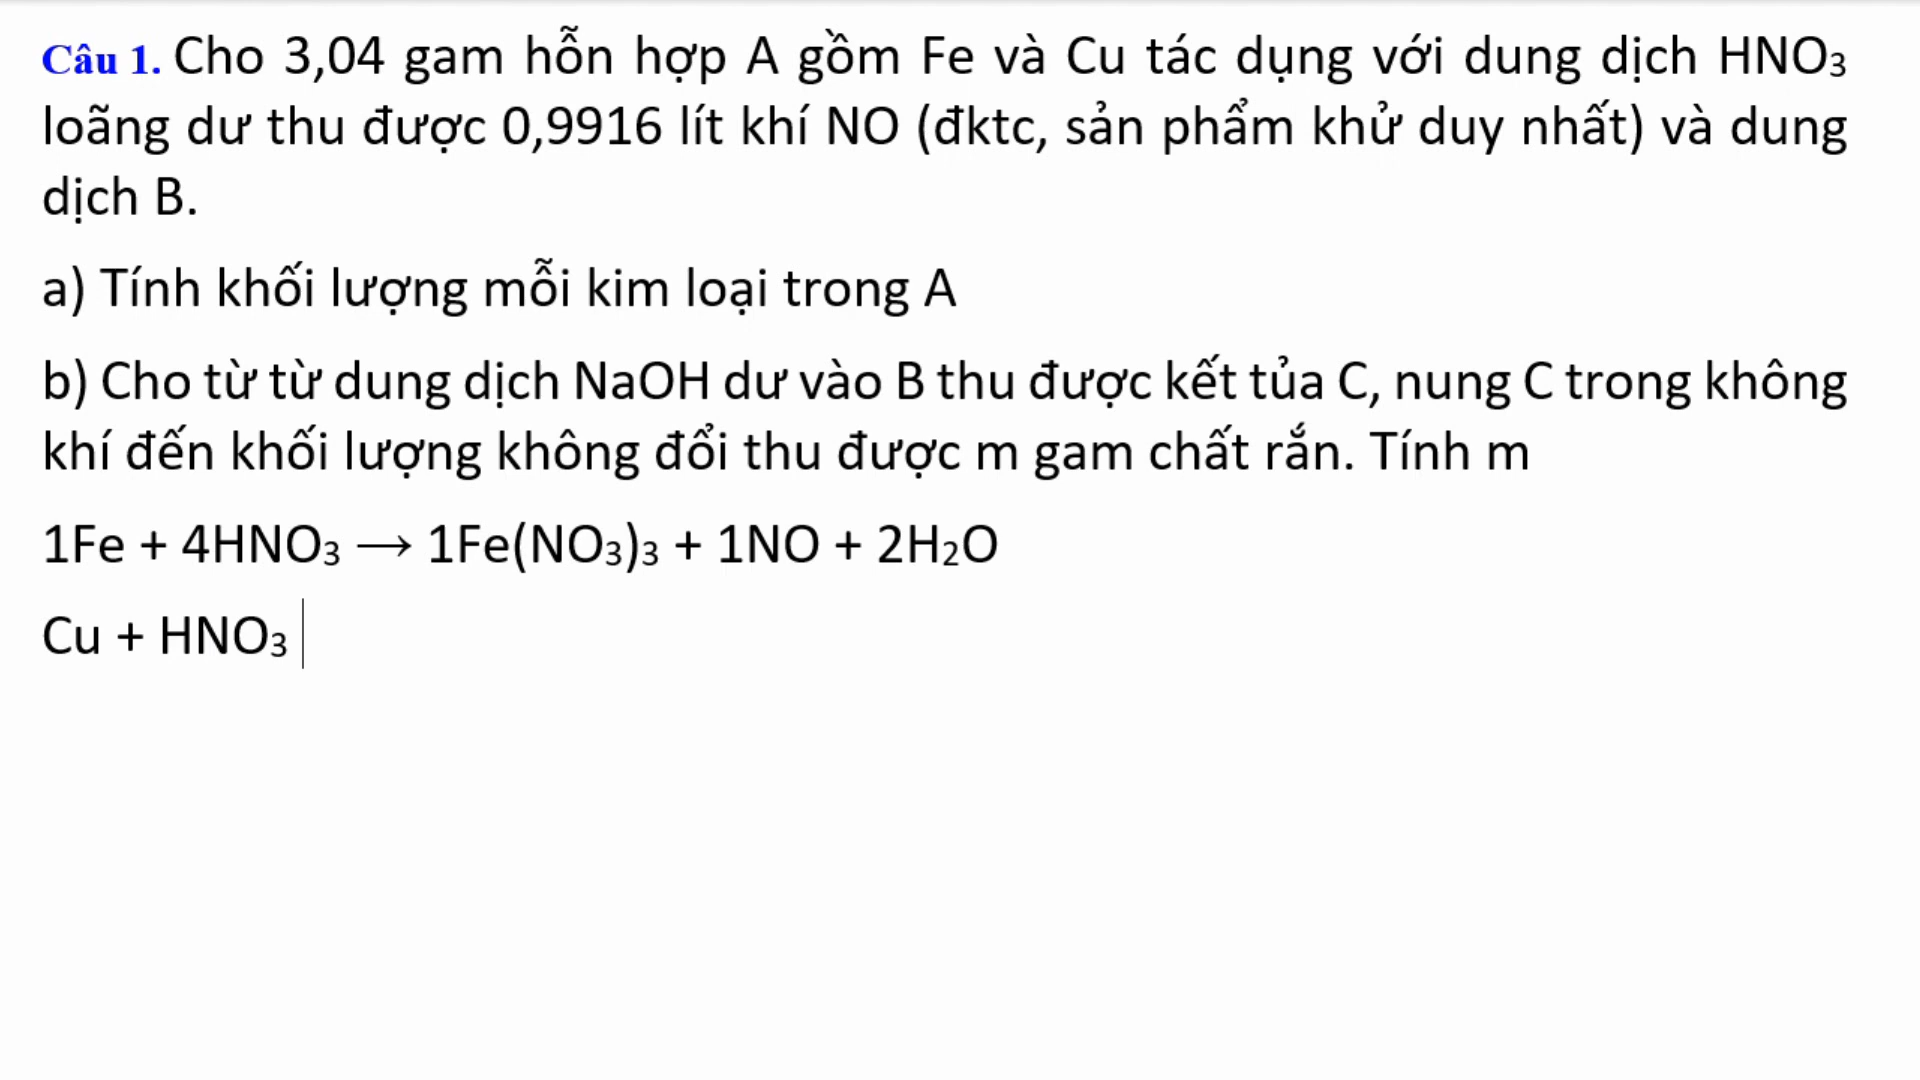 Câu 1. Cho 3,04 gam hỗn hợp A gồm Fe và Cu tác dụng với dung dịch HNO₃
loãng dư thu được 0,9916 lít khí NO (đktc, sản phẩm khử duy nhất) và dung
dịch B.
a) Tính khối lượng mỗi kim loại trong A
b) Cho từ từ dung dịch NaOH dư vào B thu được kết tủa C, nung C trong không
khí đến khối lượng không đổi thu được m gam chất rắn. Tính m
1Fe + 4HNO₃ → 1Fe(NO₃)₃ + 1NO + 2H₂O
Cu + HNO₃